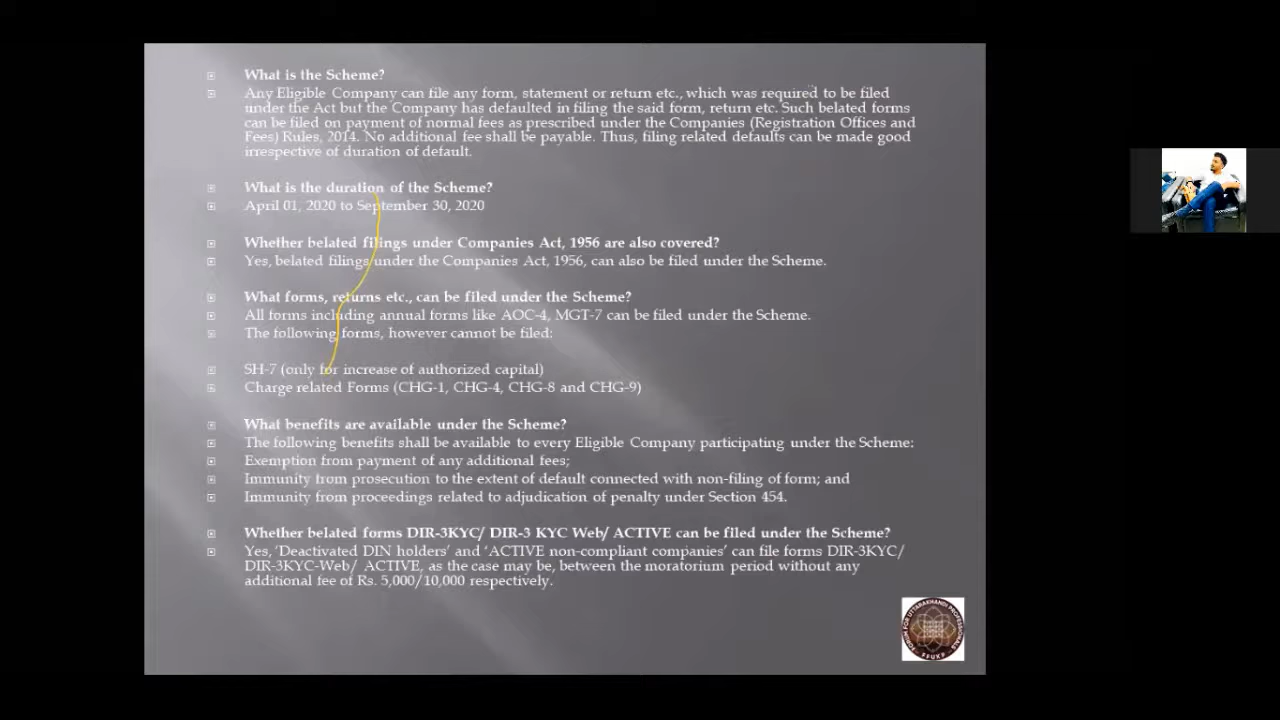 What is the Scheme?
Any Eligible Company can file any form, statement or return etc., which was required to be filed
under the Act but the Company has defaulted in filing the said form, return etc. Such belated forms
can be filed on payment of normal fees as prescribed under the Companies (Registration Offices and
Fees) Rules, 2014. No additional fee shall be payable. Thus, filing related defaults can be made good
irrespective of duration of default.
What is the duration of the Scheme?
April 01, 2020 to September 30, 2020
Whether belated filings under Companies Act, 1956 are also covered?
Yes, belated filings under the Companies Act, 1956, can also be filed under the Scheme.
What forms, returns etc., can be filed under the Scheme?
All forms including annual forms like AOC-4, MGT-7 can be filed under the Scheme.
The following forms, however cannot be filed:
SH-7 (only for increase of authorized capital)
Charge related Forms (CHG-1, CHG-4, CHG-8 and CHG-9)
What benefits are available under the Scheme?
The following benefits shall be available to every Eligible Company participating under the Scheme:
Exemption from payment of any additional fees;
Immunity from prosecution to the extent of default connected with non-filing of form; and
Immunity from proceedings related to adjudication of penalty under Section 454.
Whether belated forms DIR-3KYC/ DIR-3 KYC Web/ ACTIVE can be filed under the Scheme?
Yes, 'Deactivated DIN holders' and 'ACTIVE non-compliant companies' can file forms DIR-3KYC/
DIR-3KYC-Web/ ACTIVE, as the case may be, between the moratorium period without any
additional fee of Rs. 5,000/10,000 respectively.
FORUM FOR UTTARAKHAND PROFESSIONALS